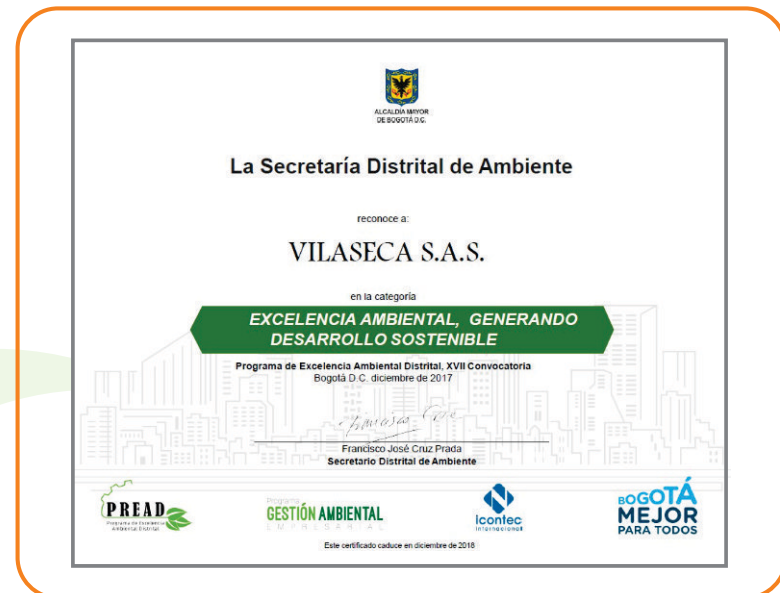 ALCALDÍA MAYOR
DE BOGOTÁ D.C.
La Secretaría Distrital de Ambiente
reconoce a:
VILASECA S.A.S.
en la categoría
EXCELENCIA AMBIENTAL, GENERANDO
DESARROLLO SOSTENIBLE
Programa de Excelencia Ambiental Distrital, XVII Convocatoria
Bogotá D.C. diciembre de 2017
Francisco José Cruz Prada
Secretario Distrital de Ambiente
PREAD
Programa de Excelencia
Ambiental Distrital
Programa
GESTIÓN AMBIENTAL
EMPRESARIAL
Icontec
Internacional
BOGOTÁ
MEJOR
PARA TODOS
Este certificado caduce en diciembre de 2018